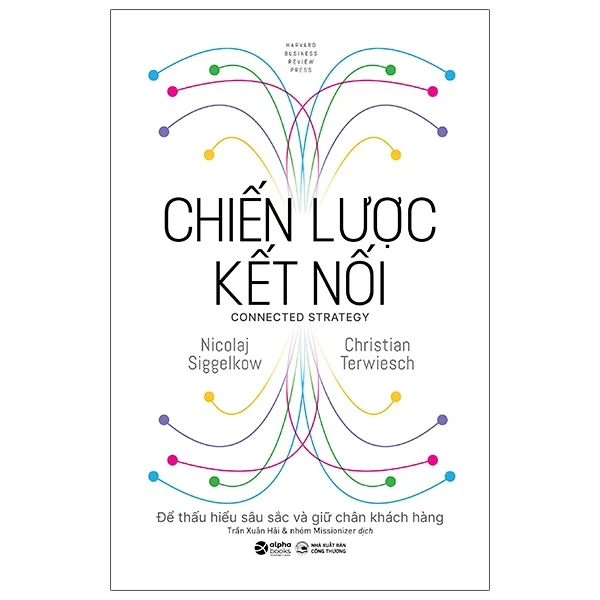 HARVARD
BUSINESS
REVIEW
PRESS
CHIẾN LƯỢC
KẾT NỐI
CONNECTED STRATEGY
Nicolaj
Siggelkow
Christian
Terwiesch
Để thấu hiểu sâu sắc và giữ chân khách hàng
Trần Xuân Hải & nhóm Missionizer dịch
alpha
books
NHÀ XUẤT BẢN
CÔNG THƯƠNG